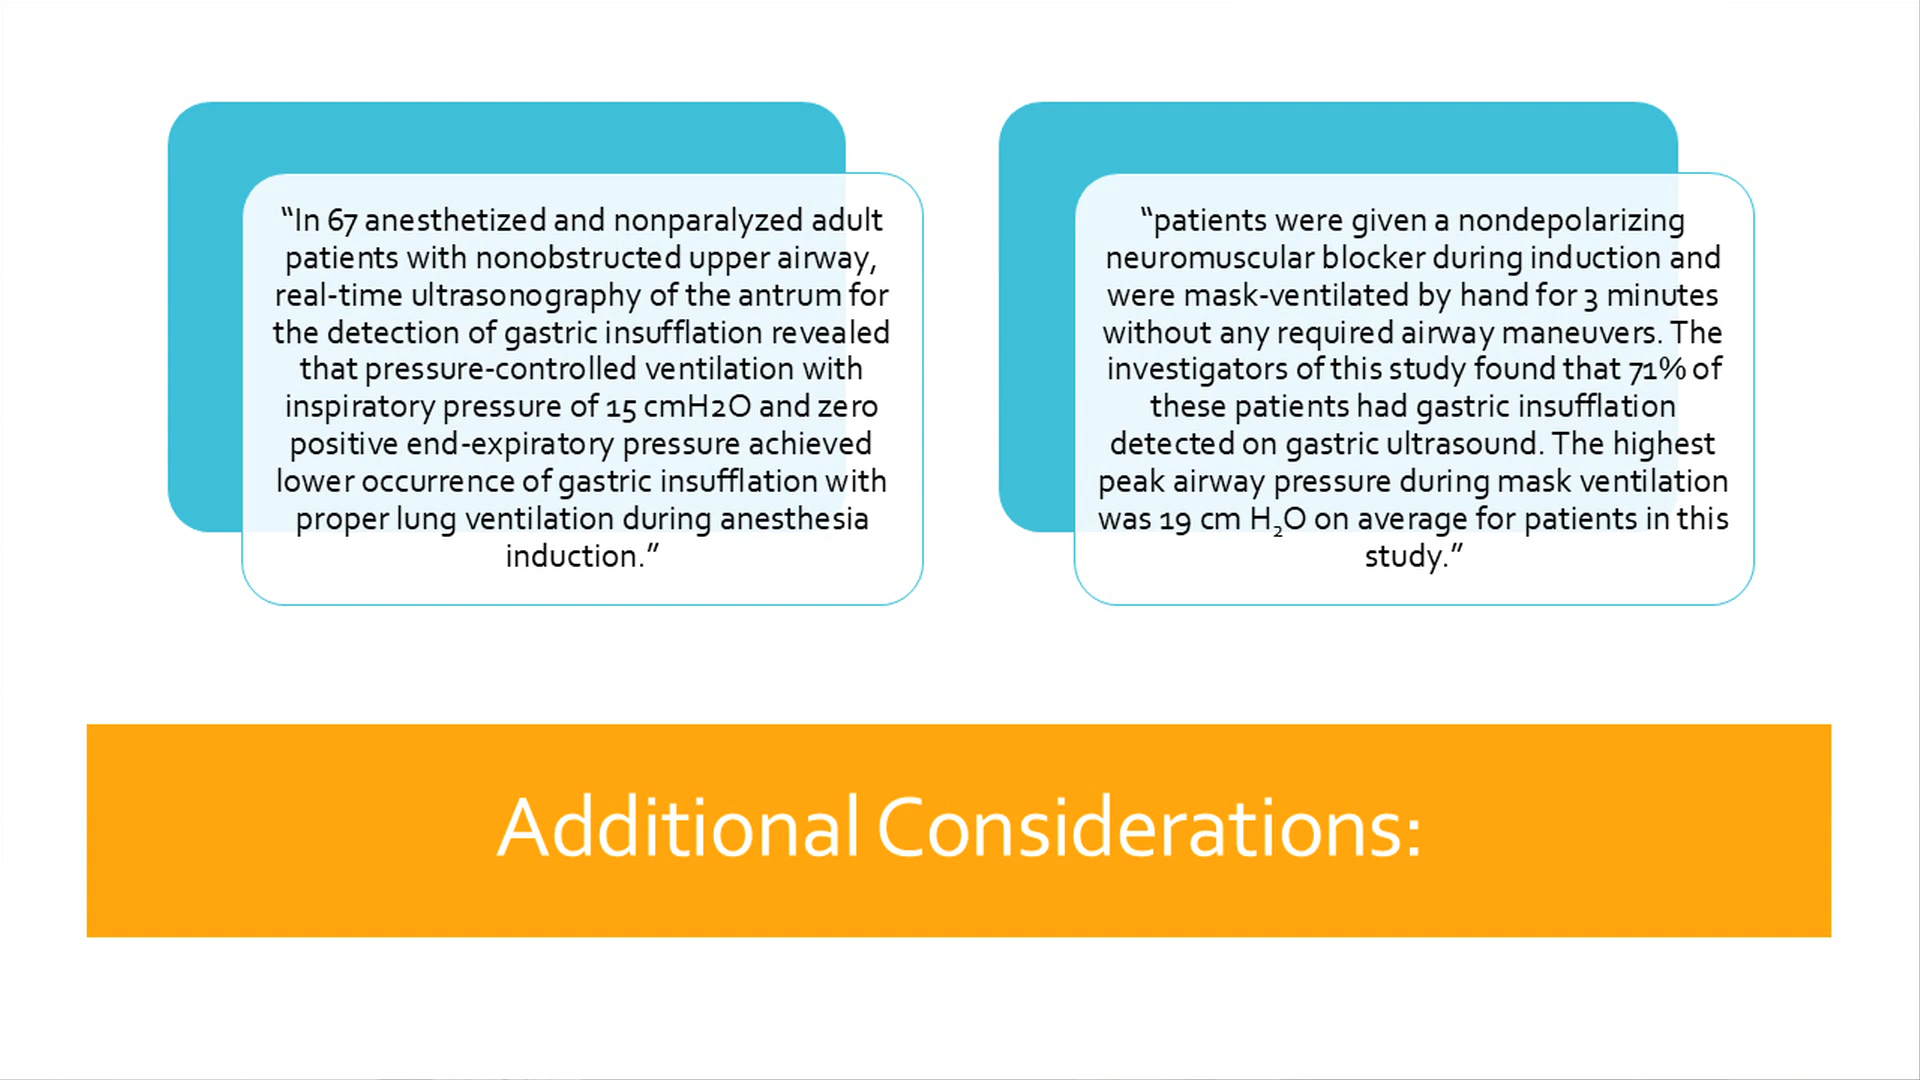 “In 67 anesthetized and nonparalyzed adult
patients with nonobstructed upper airway,
real-time ultrasonography of the antrum for
the detection of gastric insufflation revealed
that pressure-controlled ventilation with
inspiratory pressure of 15 cmH2O and zero
positive end-expiratory pressure achieved
lower occurrence of gastric insufflation with
proper lung ventilation during anesthesia
induction.”
“patients were given a nondepolarizing
neuromuscular blocker during induction and
were mask-ventilated by hand for 3 minutes
without any required airway maneuvers. The
investigators of this study found that 71% of
these patients had gastric insufflation
detected on gastric ultrasound. The highest
peak airway pressure during mask ventilation
was 19 cm H₂O on average for patients in this
study.”
Additional Considerations: